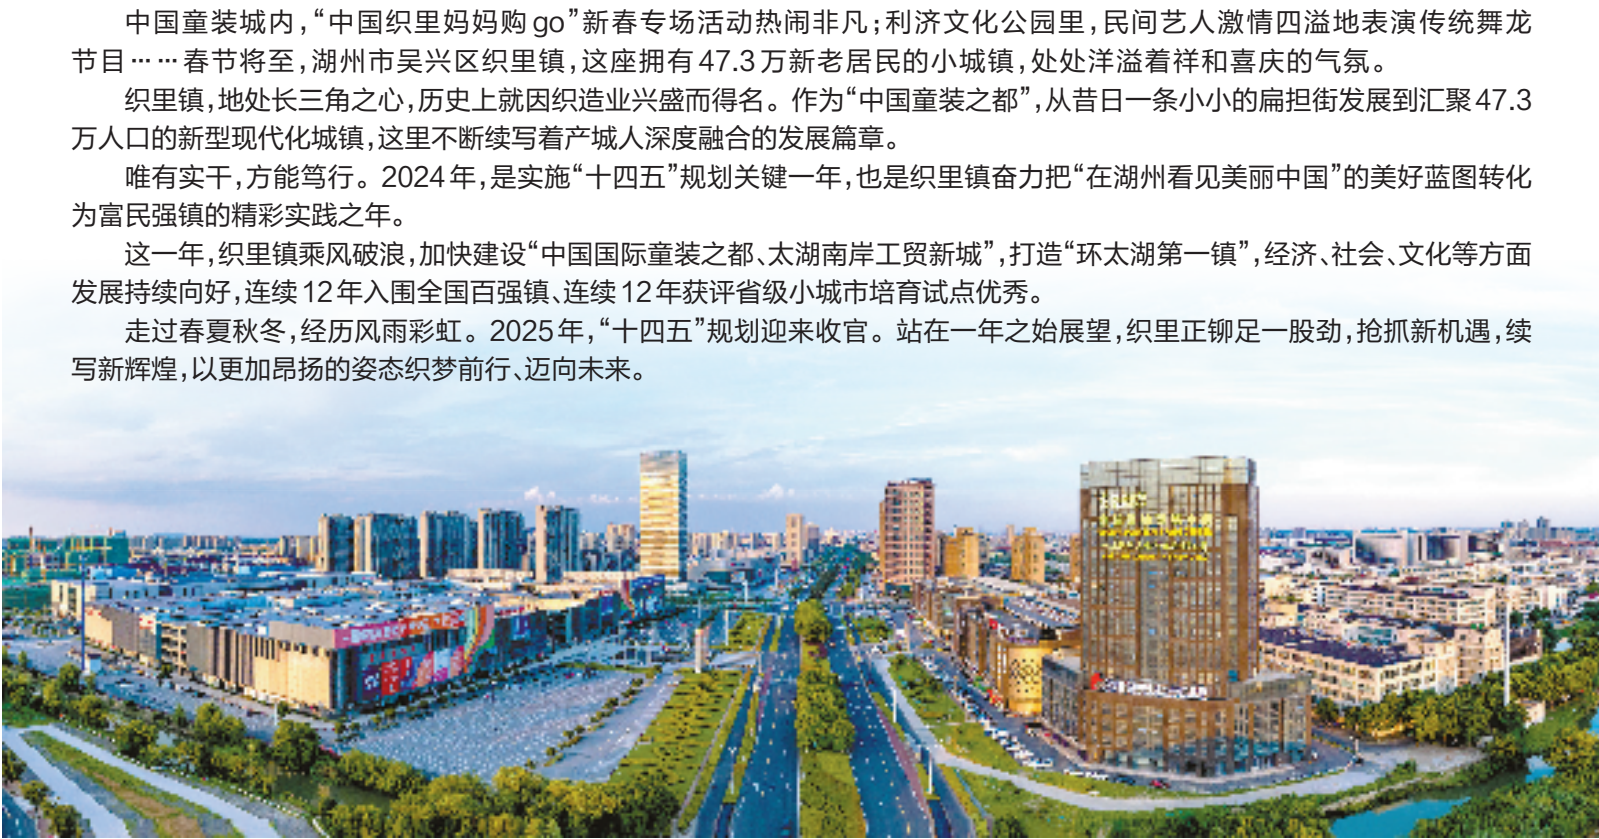 中国童装城内，“中国织里妈妈购go”新春专场活动热闹非凡；利济文化公园里，民间艺人激情四溢地表演传统舞龙
节目……春节将至，湖州市吴兴区织里镇，这座拥有47.3万新老居民的小城镇，处处洋溢着祥和喜庆的气氛。
织里镇，地处长三角之心，历史上就因织造业兴盛而得名。作为“中国童装之都”，从昔日一条小小的扁担街发展到汇聚47.3
万人口的新型现代化城镇，这里不断续写着产城人深度融合的发展篇章。
唯有实干，方能笃行。2024年，是实施“十四五”规划关键一年，也是织里镇奋力把“在湖州看见美丽中国”的美好蓝图转化
为富民强镇的精彩实践之年。
这一年，织里镇乘风破浪，加快建设“中国国际童装之都、太湖南岸工贸新城”，打造“环太湖第一镇”，经济、社会、文化等方面
发展持续向好，连续12年入围全国百强镇、连续12年获评省级小城市培育试点优秀。
走过春夏秋冬，经历风雨彩虹。2025年，“十四五”规划迎来收官。站在一年之始展望，织里正铆足一股劲，抢抓新机遇，续
写新辉煌，以更加昂扬的姿态织梦前行、迈向未来。